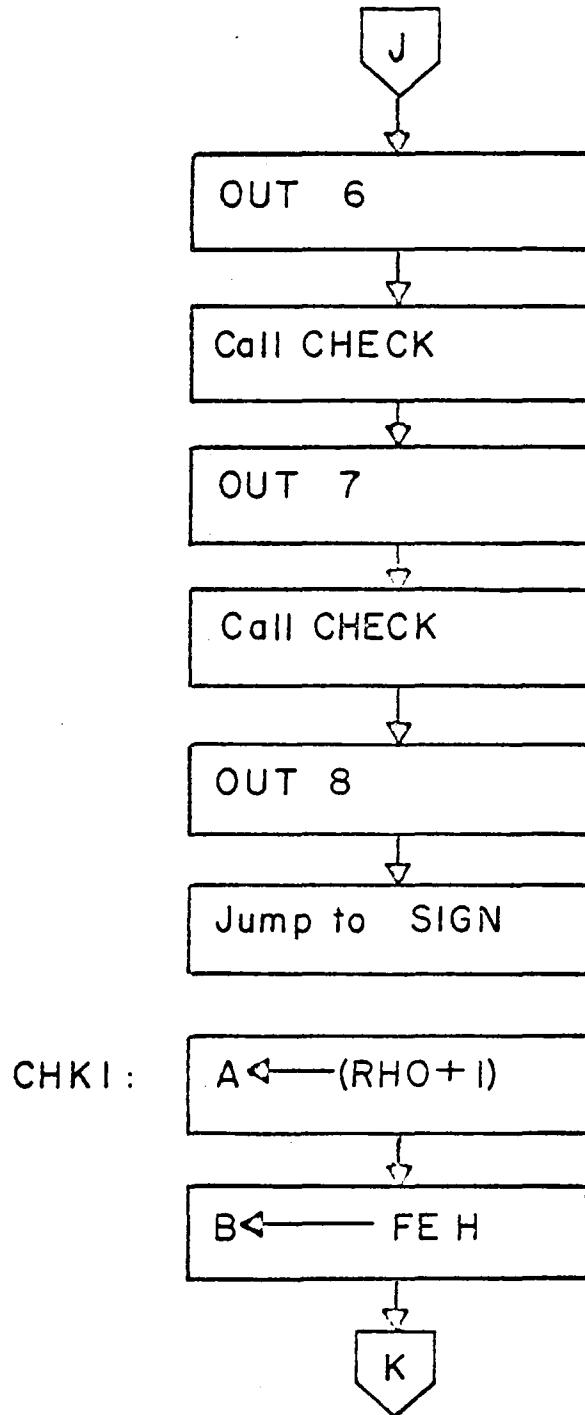 J
OUT 6
Call CHECK
OUT 7
Call CHECK
OUT 8
Jump to SIGN
CHK1: A ← (RHO+1)
B ← FE H
K